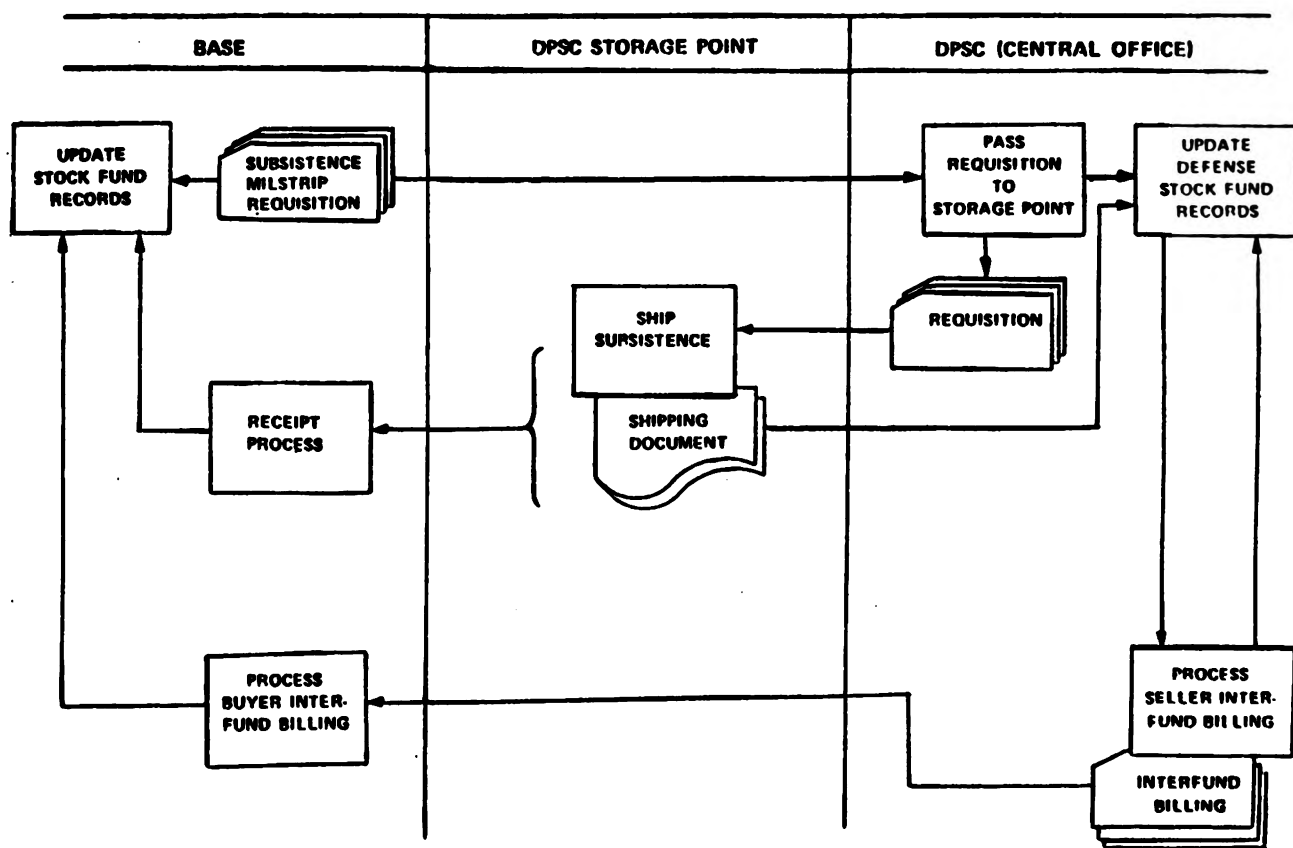 BASE
DPSC STORAGE POINT
DPSC (CENTRAL OFFICE)
UPDATE
STOCK FUND
RECORDS
SUBSISTENCE
MILSTRIP
REQUISITION
PASS
REQUISITION
TO
STORAGE POINT
UPDATE
DEFENSE
STOCK FUND
RECORDS
SHIP
SUBSISTENCE
REQUISITION
RECEIPT
PROCESS
SHIPPING
DOCUMENT
PROCESS
BUYER INTER-
FUND BILLING
PROCESS
SELLER INTER-
FUND BILLING
INTERFUND
BILLING